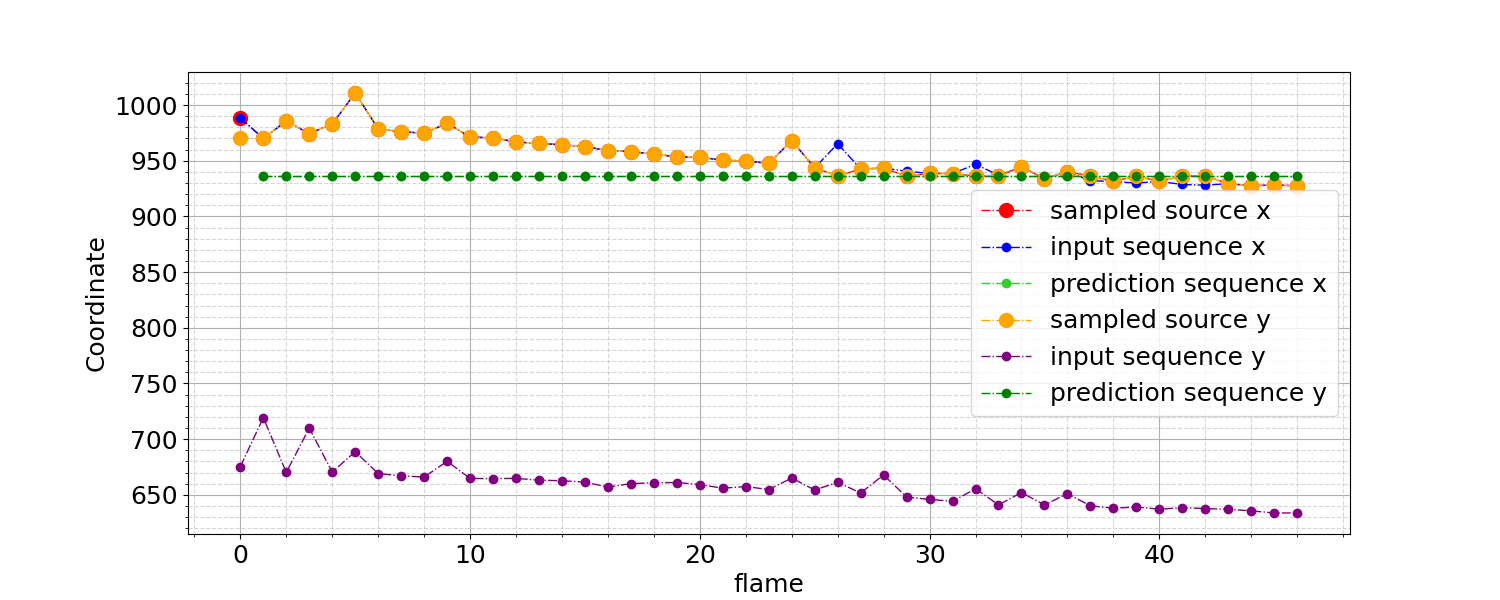 1000
950
900
850
800
750
700
650
Coordinate
0
10
20
30
40
flame
sampled source x
input sequence x
prediction sequence x
sampled source y
input sequence y
prediction sequence y